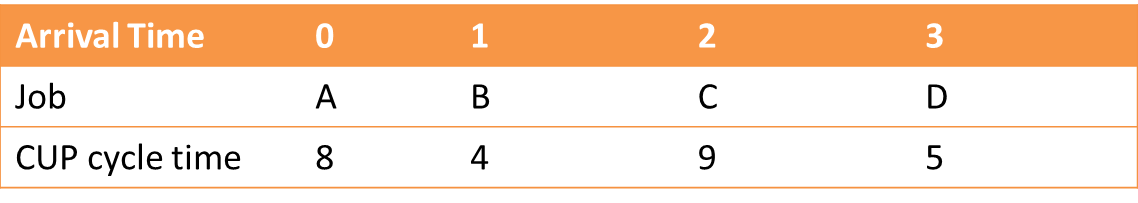 Arrival Time 0 1 2 3
Job A B C D
CUP cycle time 8 4 9 5